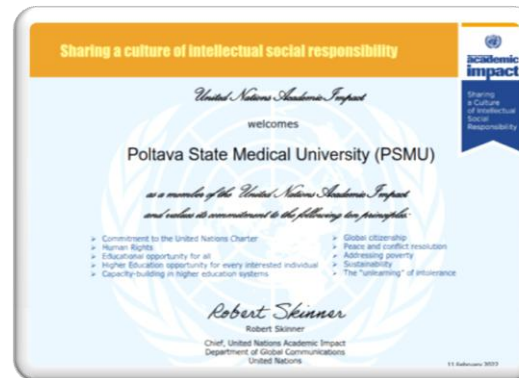 Sharing a culture of intellectual social responsibility
academic
impact
Sharing
a Culture
of Intellectual
Social
Responsibility
United Nations Academic Impact
welcomes
Poltava State Medical University (PSMU)
as a member of the United Nations Academic Impact
and values its commitment to the following ten principles:
➢ Commitment to the United Nations Charter
➢ Human Rights
➢ Educational opportunity for all
➢ Higher Education opportunity for every interested individual
➢ Capacity-building in higher education systems
➢ Global citizenship
➢ Peace and conflict resolution
➢ Addressing poverty
➢ Sustainability
➢ The "unlearning" of intolerance
Robert Skinner
Robert Skinner
Chief, United Nations Academic Impact
Department of Global Communications
United Nations
11 February 2022